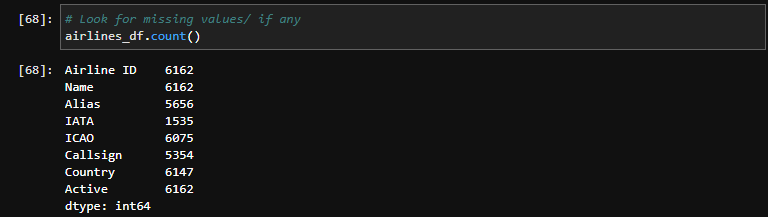 [68]: # Look for missing values/ if any
airlines_df.count()
[68]: Airline ID    6162
Name          6162
Alias         5656
IATA          1535
ICAO          6075
Callsign      5354
Country       6147
Active        6162
dtype: int64